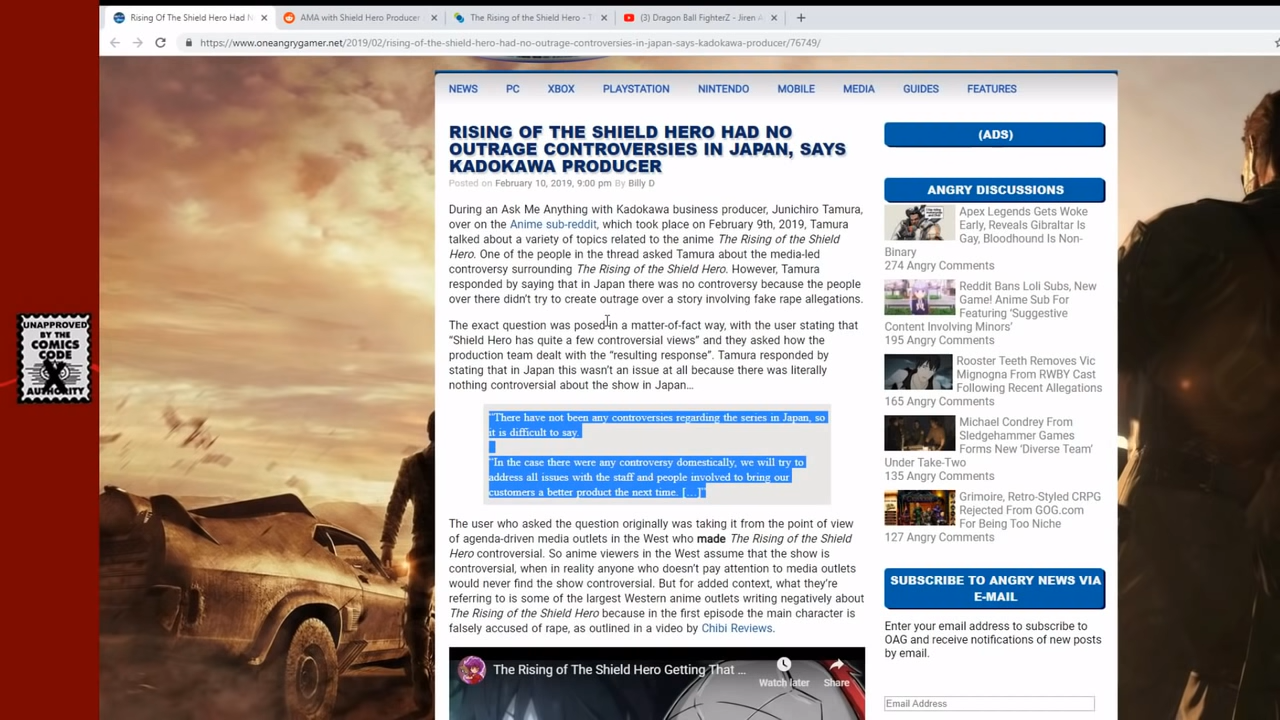 Rising Of The Shield Hero Had N
AMA with Shield Hero Producer
The Rising of the Shield Hero - T
(3) Dragon Ball FighterZ - Jiren A
https://www.oneangrygamer.net/2019/02/rising-of-the-shield-hero-had-no-outrage-controversies-in-japan-says-kadokawa-producer/76749/
NEWS PC XBOX PLAYSTATION NINTENDO MOBILE MEDIA GUIDES FEATURES
RISING OF THE SHIELD HERO HAD NO
OUTRAGE CONTROVERSIES IN JAPAN, SAYS
KADOKAWA PRODUCER
Posted on February 10, 2019, 9:00 pm By Billy D
During an Ask Me Anything with Kadokawa business producer, Junichiro Tamura,
over on the Anime sub-reddit, which took place on February 9th, 2019, Tamura
talked about a variety of topics related to the anime The Rising of the Shield
Hero. One of the people in the thread asked Tamura about the media-led
controversy surrounding The Rising of the Shield Hero. However, Tamura
responded by saying that in Japan there was no controversy because the people
over there didn't try to create outrage over a story involving fake rape allegations.
The exact question was posed in a matter-of-fact way, with the user stating that
“Shield Hero has quite a few controversial views” and they asked how the
production team dealt with the “resulting response”. Tamura responded by
stating that in Japan this wasn't an issue at all because there was literally
nothing controversial about the show in Japan…
"There have not been any controversies regarding the series in Japan, so
it is difficult to say.
"In the case there were any controversy domestically, we will try to
address all issues with the staff and people involved to bring our
customers a better product the next time. […]"
The user who asked the question originally was taking it from the point of view
of agenda-driven media outlets in the West who made The Rising of the Shield
Hero controversial. So anime viewers in the West assume that the show is
controversial, when in reality anyone who doesn't pay attention to media outlets
would never find the show controversial. But for added context, what they're
referring to is some of the largest Western anime outlets writing negatively about
The Rising of the Shield Hero because in the first episode the main character is
falsely accused of rape, as outlined in a video by Chibi Reviews.
The Rising of The Shield Hero Getting That ...
Watch later
Share
(ADS)
ANGRY DISCUSSIONS
Apex Legends Gets Woke
Early, Reveals Gibraltar Is
Gay, Bloodhound Is Non-
Binary
274 Angry Comments
Reddit Bans Loli Subs, New
Game! Anime Sub For
Featuring ‘Suggestive
Content Involving Minors’
195 Angry Comments
Rooster Teeth Removes Vic
Mignogna From RWBY Cast
Following Recent Allegations
165 Angry Comments
Michael Condrey From
Sledgehammer Games
Forms New ‘Diverse Team’
Under Take-Two
135 Angry Comments
Grimoire, Retro-Styled CRPG
Rejected From GOG.com
For Being Too Niche
127 Angry Comments
SUBSCRIBE TO ANGRY NEWS VIA
E-MAIL
Enter your email address to subscribe to
OAG and receive notifications of new posts
by email.
Email Address
UNAPPROVED
BY THE
COMICS
CODE
AUTHORITY